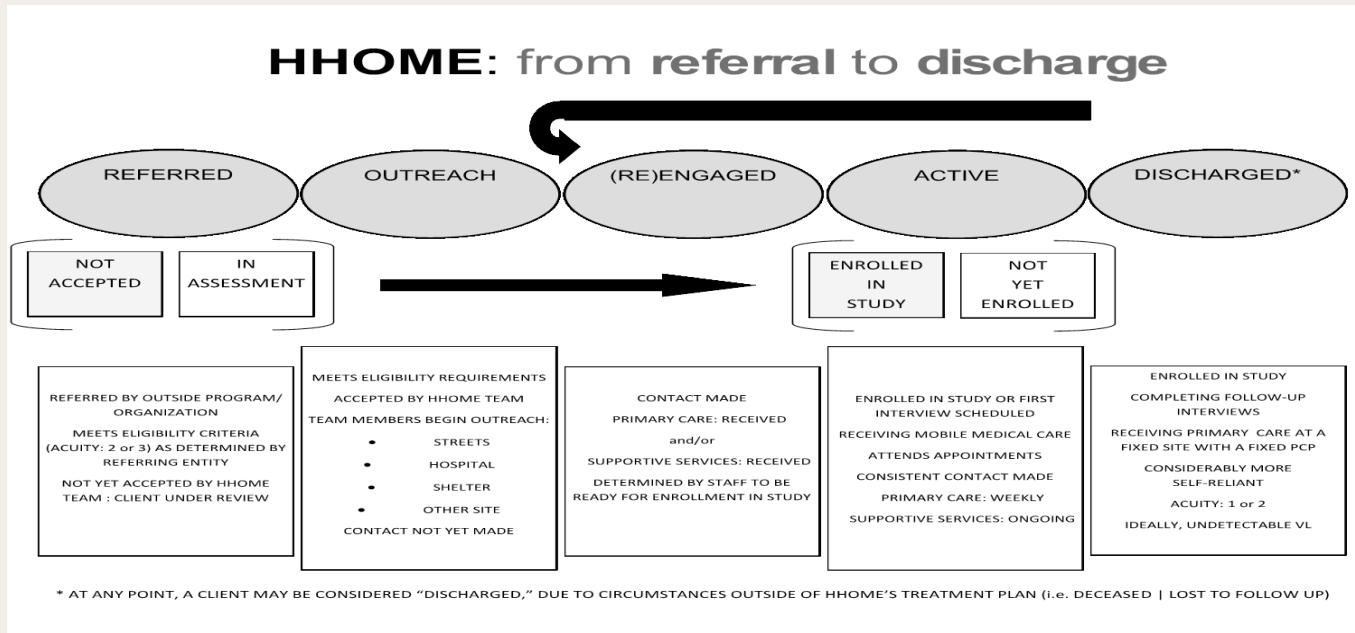 HHOME: from referral to discharge
REFERRED
OUTREACH
(RE)ENGAGED
ACTIVE
DISCHARGED*
NOT
ACCEPTED
IN
ASSESSMENT
ENROLLED
IN
STUDY
NOT
YET
ENROLLED
REFERRED BY OUTSIDE PROGRAM/
ORGANIZATION
MEETS ELIGIBILITY CRITERIA
(ACUITY: 2 or 3) AS DETERMINED BY
REFERRING ENTITY
NOT YET ACCEPTED BY HHOME
TEAM : CLIENT UNDER REVIEW
MEETS ELIGIBILITY REQUIREMENTS
ACCEPTED BY HHOME TEAM
TEAM MEMBERS BEGIN OUTREACH:
• STREETS
• HOSPITAL
• SHELTER
• OTHER SITE
CONTACT NOT YET MADE
CONTACT MADE
PRIMARY CARE: RECEIVED
and/or
SUPPORTIVE SERVICES: RECEIVED
DETERMINED BY STAFF TO BE
READY FOR ENROLLMENT IN STUDY
ENROLLED IN STUDY OR FIRST
INTERVIEW SCHEDULED
RECEIVING MOBILE MEDICAL CARE
ATTENDS APPOINTMENTS
CONSISTENT CONTACT MADE
PRIMARY CARE: WEEKLY
SUPPORTIVE SERVICES: ONGOING
ENROLLED IN STUDY
COMPLETING FOLLOW-UP
INTERVIEWS
RECEIVING PRIMARY CARE AT A
FIXED SITE WITH A FIXED PCP
CONSIDERABLY MORE
SELF-RELIANT
ACUITY: 1 or 2
IDEALLY, UNDETECTABLE VL
* AT ANY POINT, A CLIENT MAY BE CONSIDERED “DISCHARGED,” DUE TO CIRCUMSTANCES OUTSIDE OF HHOME’S TREATMENT PLAN (i.e. DECEASED | LOST TO FOLLOW UP)